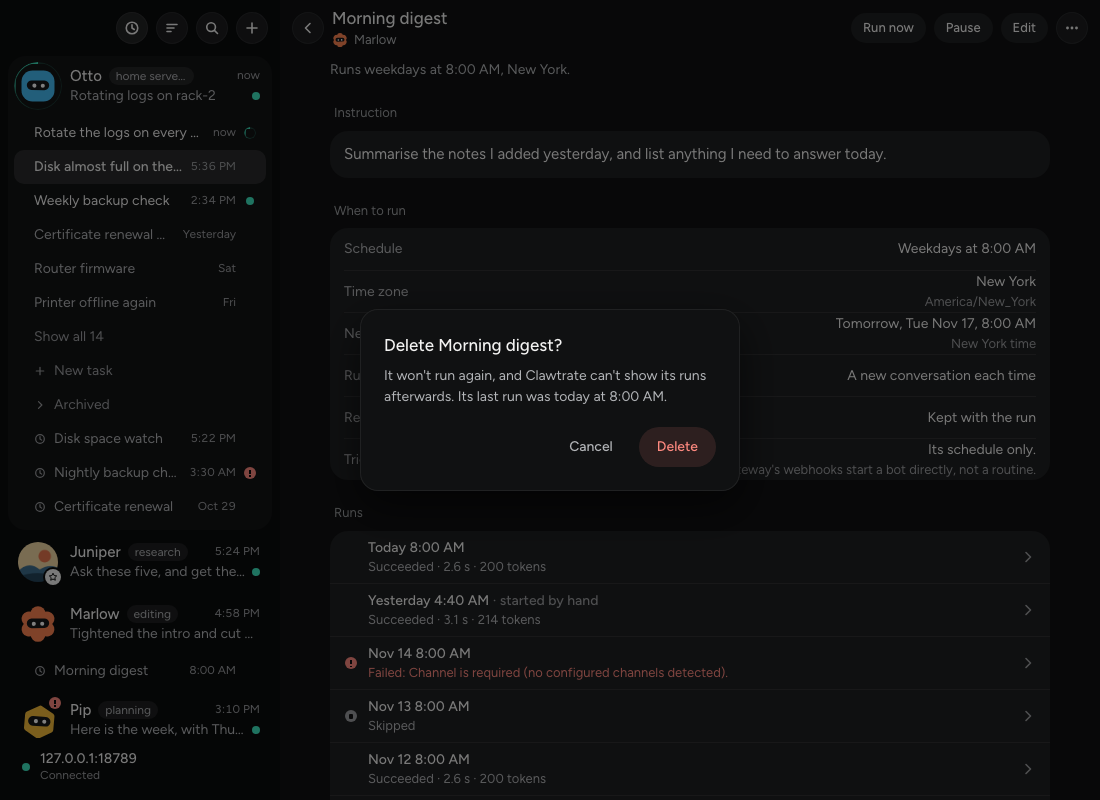 Otto home serve... now
Rotating logs on rack-2
Rotate the logs on every ... now
Disk almost full on the... 5:36 PM
Weekly backup check 2:34 PM
Certificate renewal ... Yesterday
Router firmware Sat
Printer offline again Fri
Show all 14
New task
Archived
Disk space watch 5:22 PM
Nightly backup ch... 3:30 AM
Certificate renewal Oct 29
Juniper research 5:24 PM
Ask these five, and get the...
Marlow editing 4:58 PM
Tightened the intro and cut ...
Morning digest 8:00 AM
Pip planning 3:10 PM
Here is the week, with Thu...
127.0.0.1:18789
Connected
Morning digest
Marlow
Run now Pause Edit
Runs weekdays at 8:00 AM, New York.
Instruction
Summarise the notes I added yesterday, and list anything I need to answer today.
When to run
Schedule Weekdays at 8:00 AM
Time zone New York
America/New_York
Ne Tomorrow, Tue Nov 17, 8:00 AM
New York time
Ru A new conversation each time
Re Kept with the run
Tri Its schedule only.
eway's webhooks start a bot directly, not a routine.
Delete Morning digest?
It won't run again, and Clawtrate can't show its runs
afterwards. Its last run was today at 8:00 AM.
Cancel Delete
Runs
Today 8:00 AM
Succeeded · 2.6 s · 200 tokens
Yesterday 4:40 AM · started by hand
Succeeded · 3.1 s · 214 tokens
Nov 14 8:00 AM
Failed: Channel is required (no configured channels detected).
Nov 13 8:00 AM
Skipped
Nov 12 8:00 AM
Succeeded · 2.6 s · 200 tokens